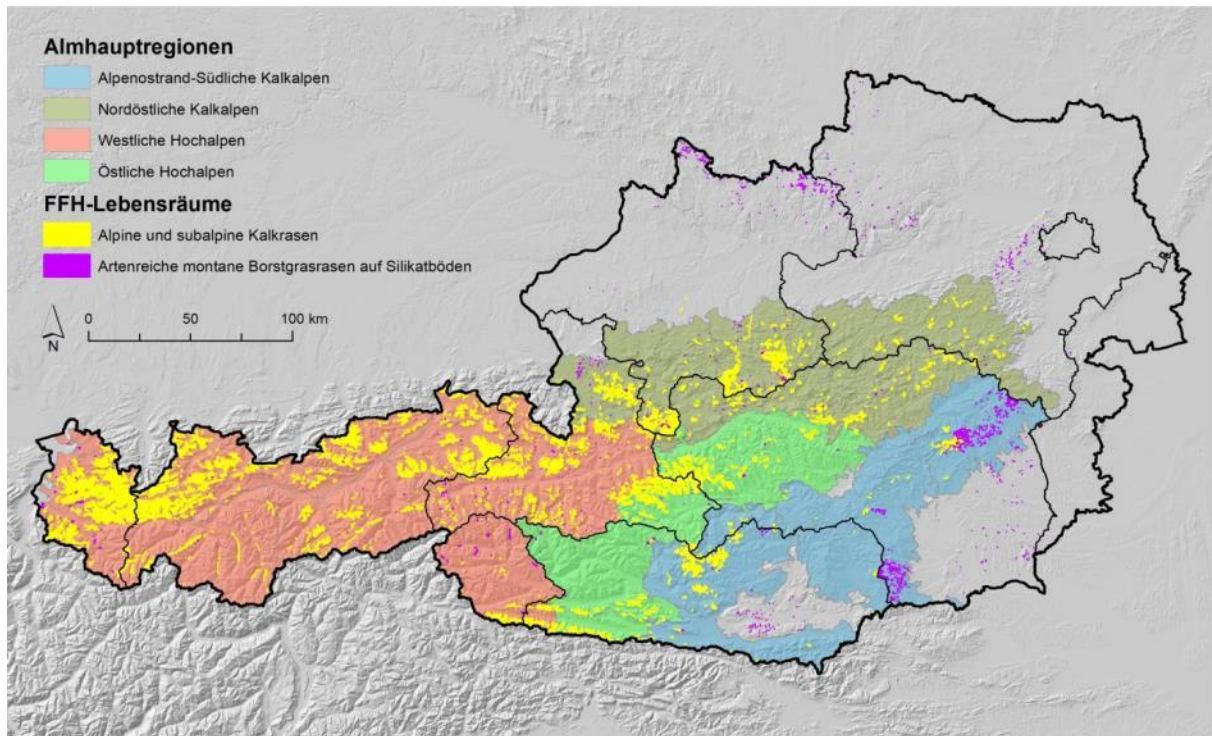 Almhauptregionen
Alpenostrand-Südliche Kalkalpen
Nordöstliche Kalkalpen
Westliche Hochalpen
Östliche Hochalpen
FFH-Lebensräume
Alpine und subalpine Kalkrasen
Artenreiche montane Borstgrasrasen auf Silikatböden
0 50 100 km
N